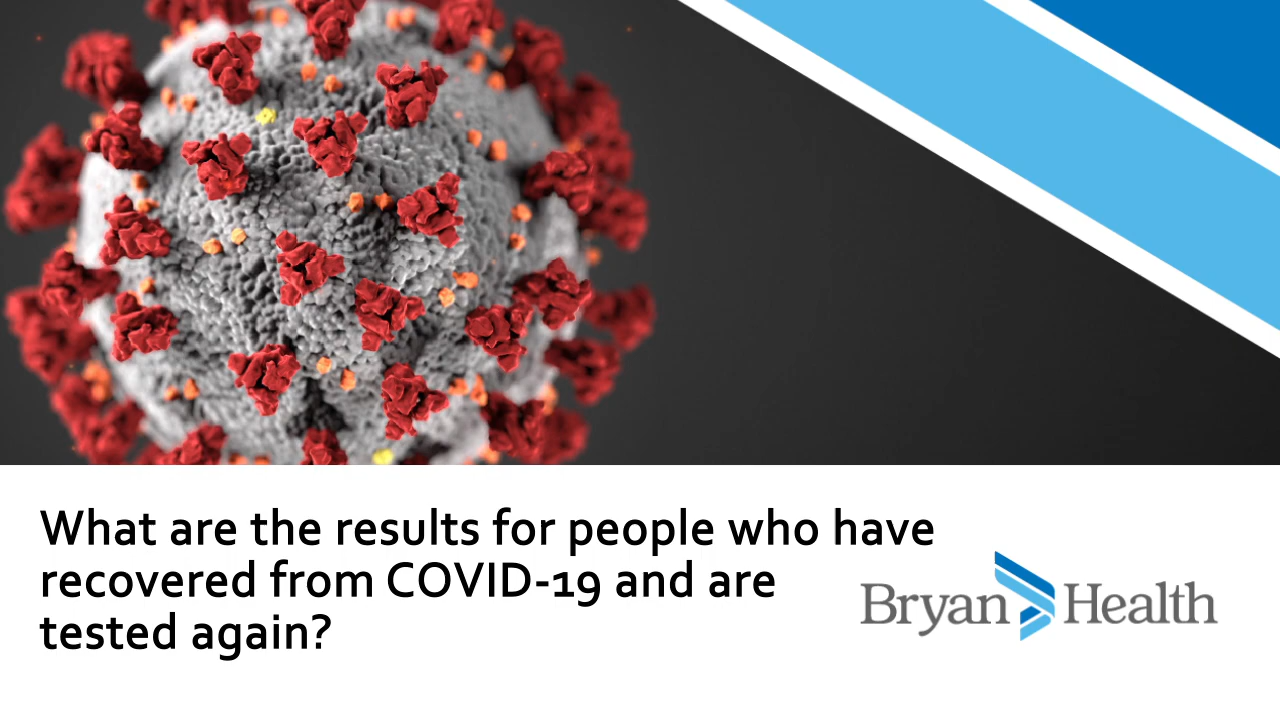 What are the results for people who have
recovered from COVID-19 and are
tested again?
Bryan Health